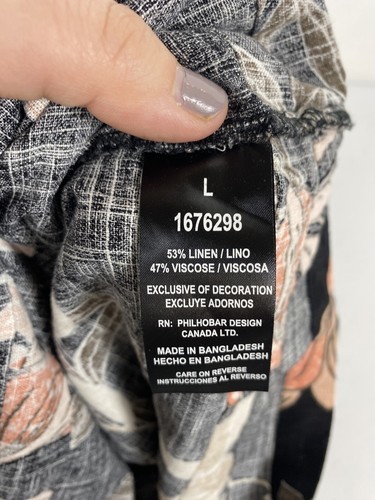 L
1676298
53% LINEN / LINO
47% VISCOSE / VISCOSA
EXCLUSIVE OF DECORATION
EXCLUYE ADORNOS
RN: PHILHOBAR DESIGN
CANADA LTD.
MADE IN BANGLADESH
HECHO EN BANGLADESH
CARE ON REVERSE
INSTRUCCIONES AL REVERSO